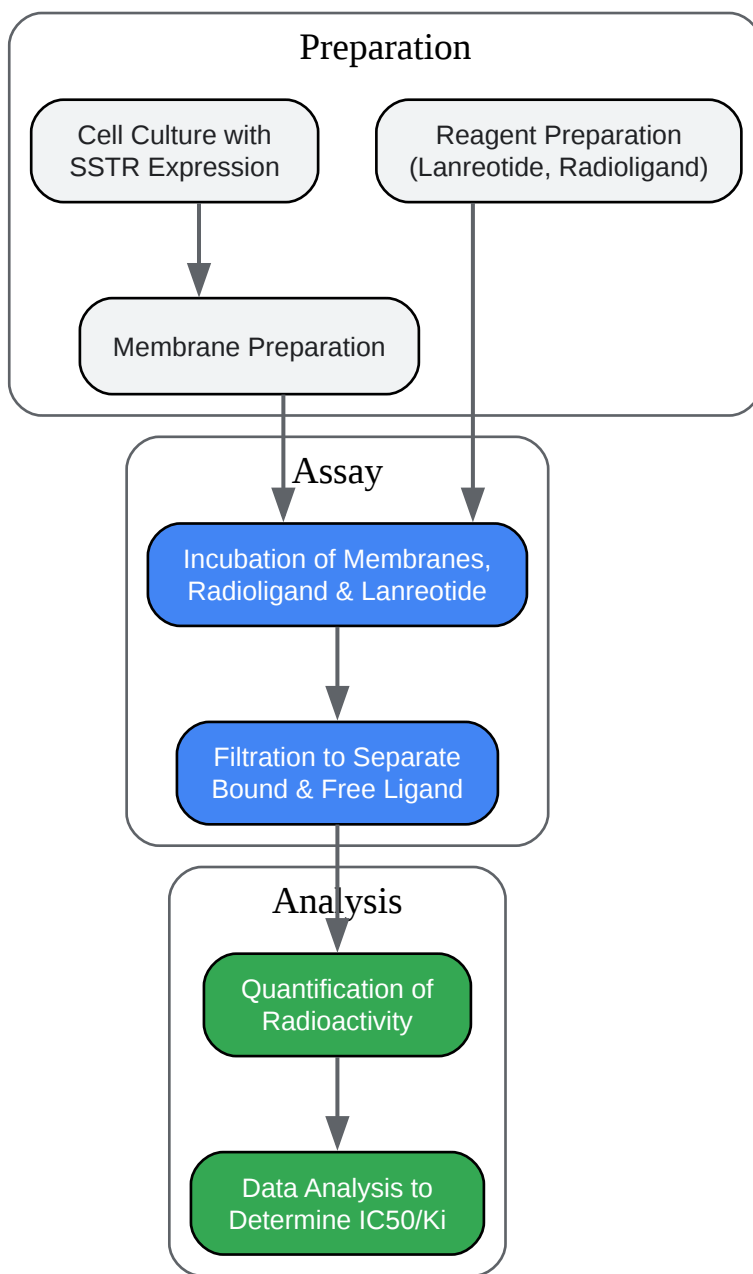 Preparation
Cell Culture with
SSTR Expression
Reagent Preparation
(Lanreotide, Radioligand)
Membrane Preparation
Assay
Incubation of Membranes,
Radioligand & Lanreotide
Filtration to Separate
Bound & Free Ligand
Analysis
Quantification of
Radioactivity
Data Analysis to
Determine IC50/Ki